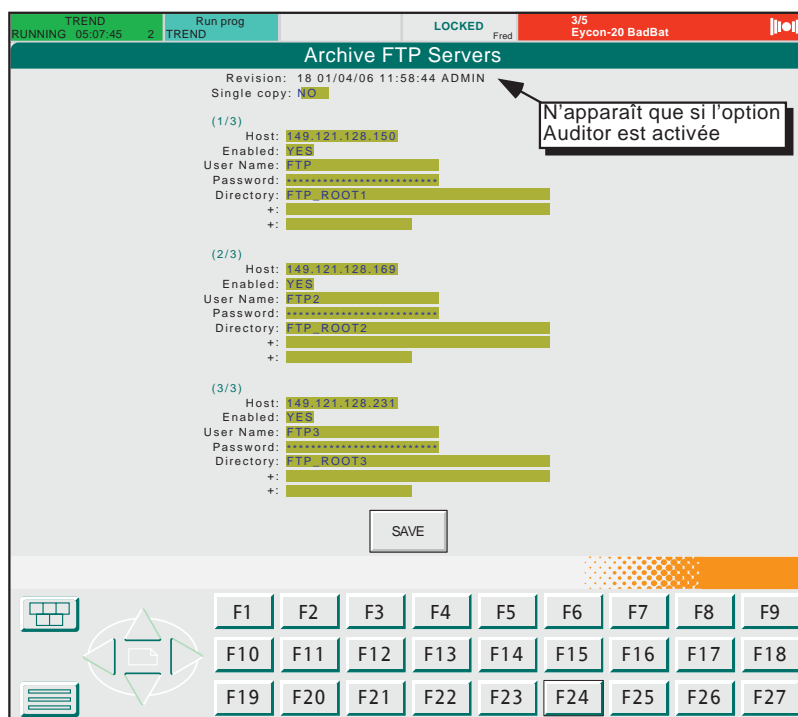 TREND
RUNNING 05:07:45 2
Run prog
TREND
LOCKED
Fred
3/5
Eycon-20 BadBat
Archive FTP Servers
Revision: 18 01/04/06 11:58:44 ADMIN
Single copy: NO
N'apparaît que si l'option
Auditor est activée
(1/3)
Host: 149.121.128.150
Enabled: YES
User Name: FTP
Password: •••••••••••••••••••••••••
Directory: FTP_ROOT1
+:
+:
(2/3)
Host: 149.121.128.169
Enabled: YES
User Name: FTP2
Password: •••••••••••••••••••••••••
Directory: FTP_ROOT2
+:
+:
(3/3)
Host: 149.121.128.231
Enabled: YES
User Name: FTP3
Password: •••••••••••••••••••••••••
Directory: FTP_ROOT3
+:
+:
SAVE
F1 F2 F3 F4 F5 F6 F7 F8 F9
F10 F11 F12 F13 F14 F15 F16 F17 F18
F19 F20 F21 F22 F23 F24 F25 F26 F27